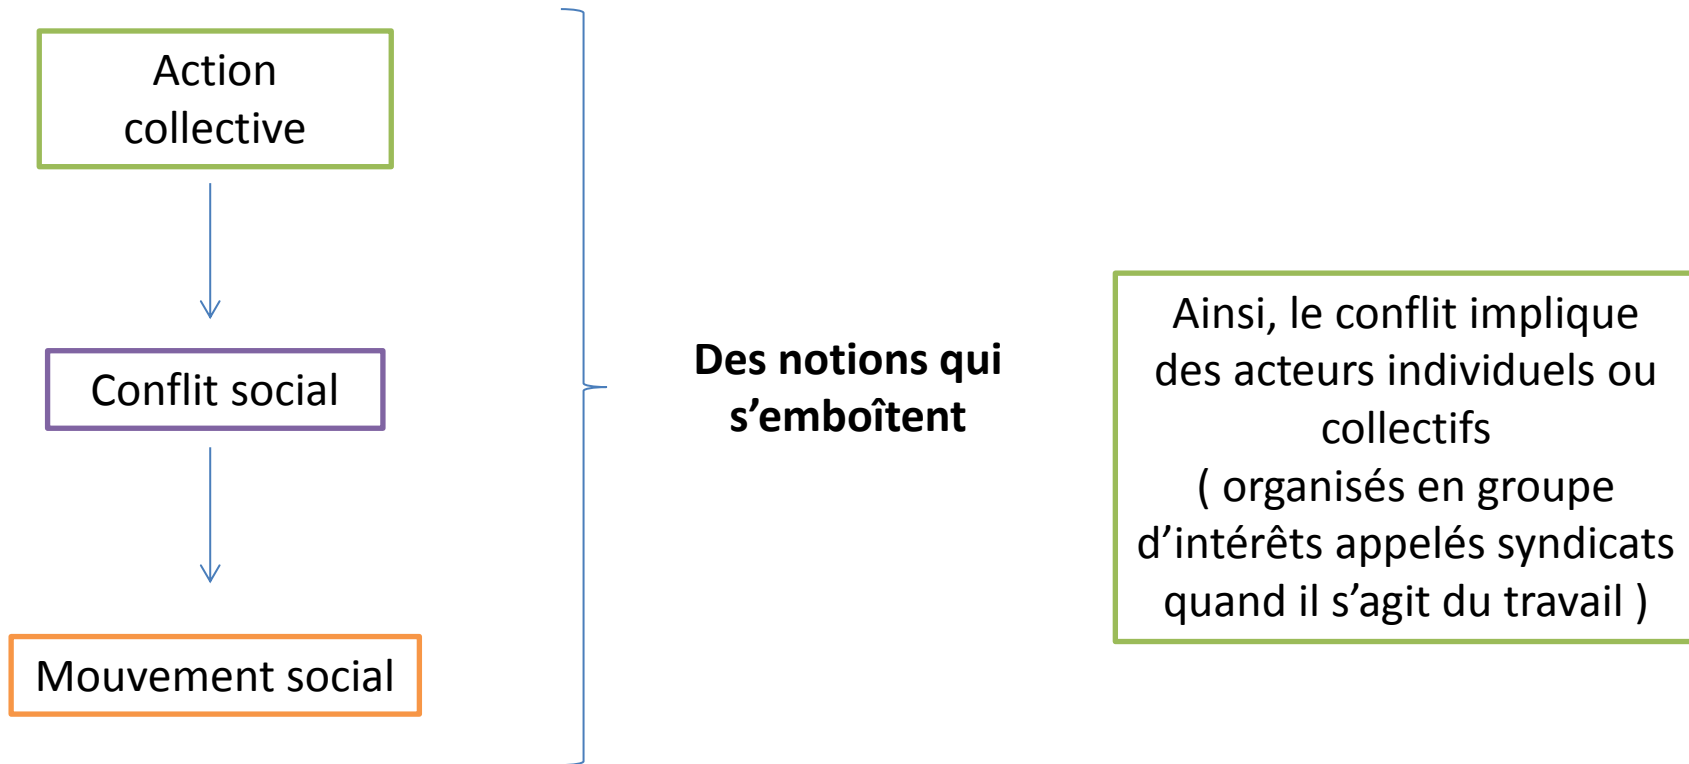 Action
collective
Conflit social
Mouvement social
Des notions qui
s’emboîtent
Ainsi, le conflit implique
des acteurs individuels ou
collectifs
( organisés en groupe
d’intérêts appelés syndicats
quand il s’agit du travail )